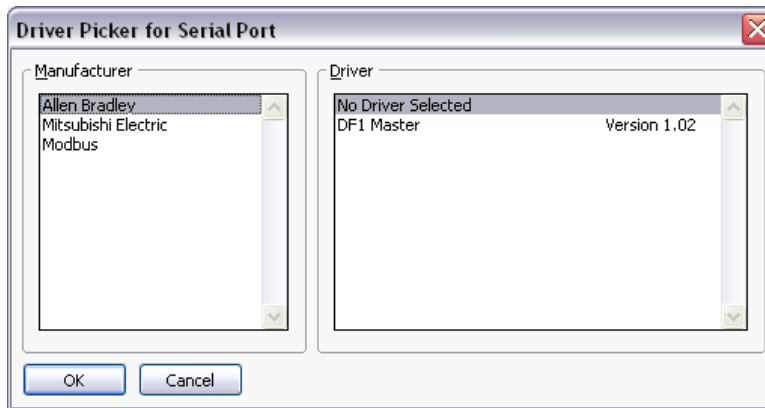 Driver Picker for Serial Port
Manufacturer
Allen Bradley
Mitsubishi Electric
Modbus
Driver
No Driver Selected
DF1 Master Version 1.02
OK
Cancel